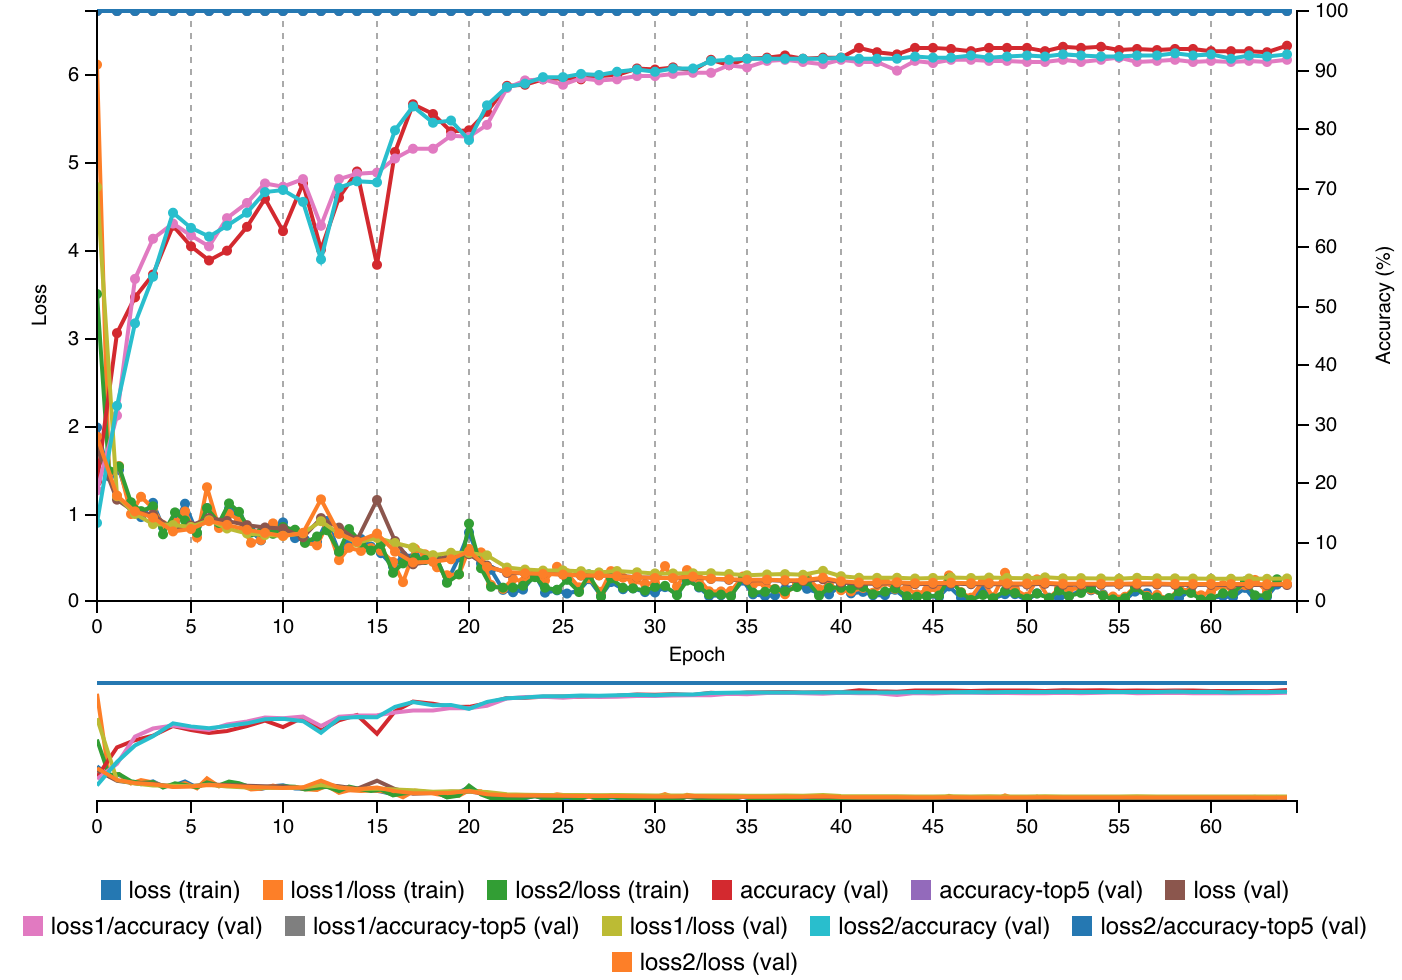 100
6
90
5
80
70
4
60
50
3
40
2
30
20
1
10
0
0
Loss
Accuracy (%)
0 5 10 15 20 25 30 35 40 45 50 55 60
Epoch
0 5 10 15 20 25 30 35 40 45 50 55 60
loss (train) loss1/loss (train) loss2/loss (train) accuracy (val) accuracy-top5 (val) loss (val)
loss1/accuracy (val) loss1/accuracy-top5 (val) loss1/loss (val) loss2/accuracy (val) loss2/accuracy-top5 (val)
loss2/loss (val)